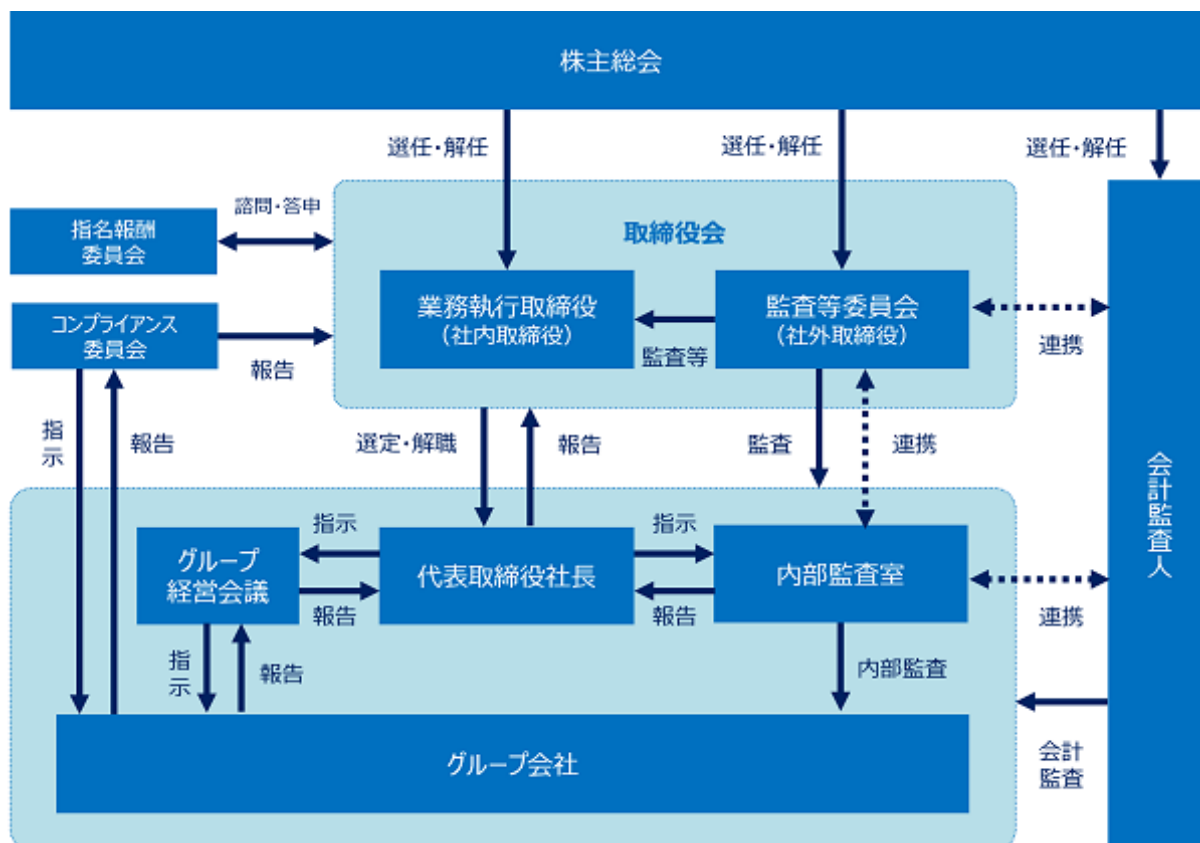 株主総会
選任・解任
選任・解任
選任・解任
諮問・答申
指名報酬
委員会
取締役会
業務執行取締役
（社内取締役）
監査等委員会
（社外取締役）
監査等
連携
コンプライアンス
委員会
報告
指示
報告
選定・解職
報告
監査
連携
会計監査人
グループ
経営会議
指示
報告
代表取締役社長
指示
報告
内部監査室
連携
指示
報告
内部監査
会計
監査
グループ会社